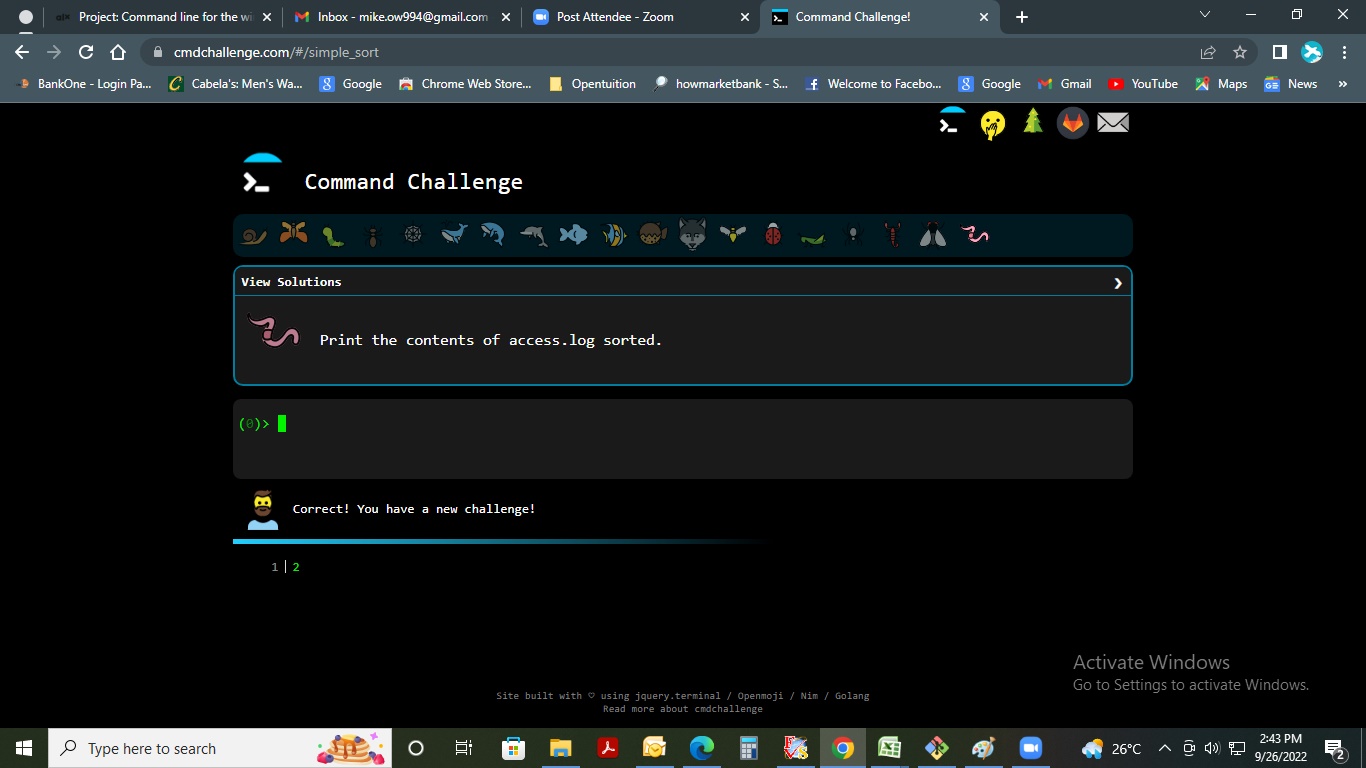 Project: Command line for the wi
Inbox - mike.ow994@gmail.com
Post Attendee - Zoom
Command Challenge!
cmdchallenge.com/#/simple_sort
BankOne - Login Pa...
Cabela's: Men's Wa...
Google
Chrome Web Store...
Opentuition
howmarketbank - S...
Welcome to Facebo...
Google
Gmail
YouTube
Maps
News
»
Command Challenge
View Solutions
Print the contents of access.log sorted.
(0)>
Correct! You have a new challenge!
1 | 2
Activate Windows
Go to Settings to activate Windows.
Site built with ♡ using jquery.terminal / Openmoji / Nim / Golang
Read more about cmdchallenge
Type here to search
26°C
2:43 PM
9/26/2022
2